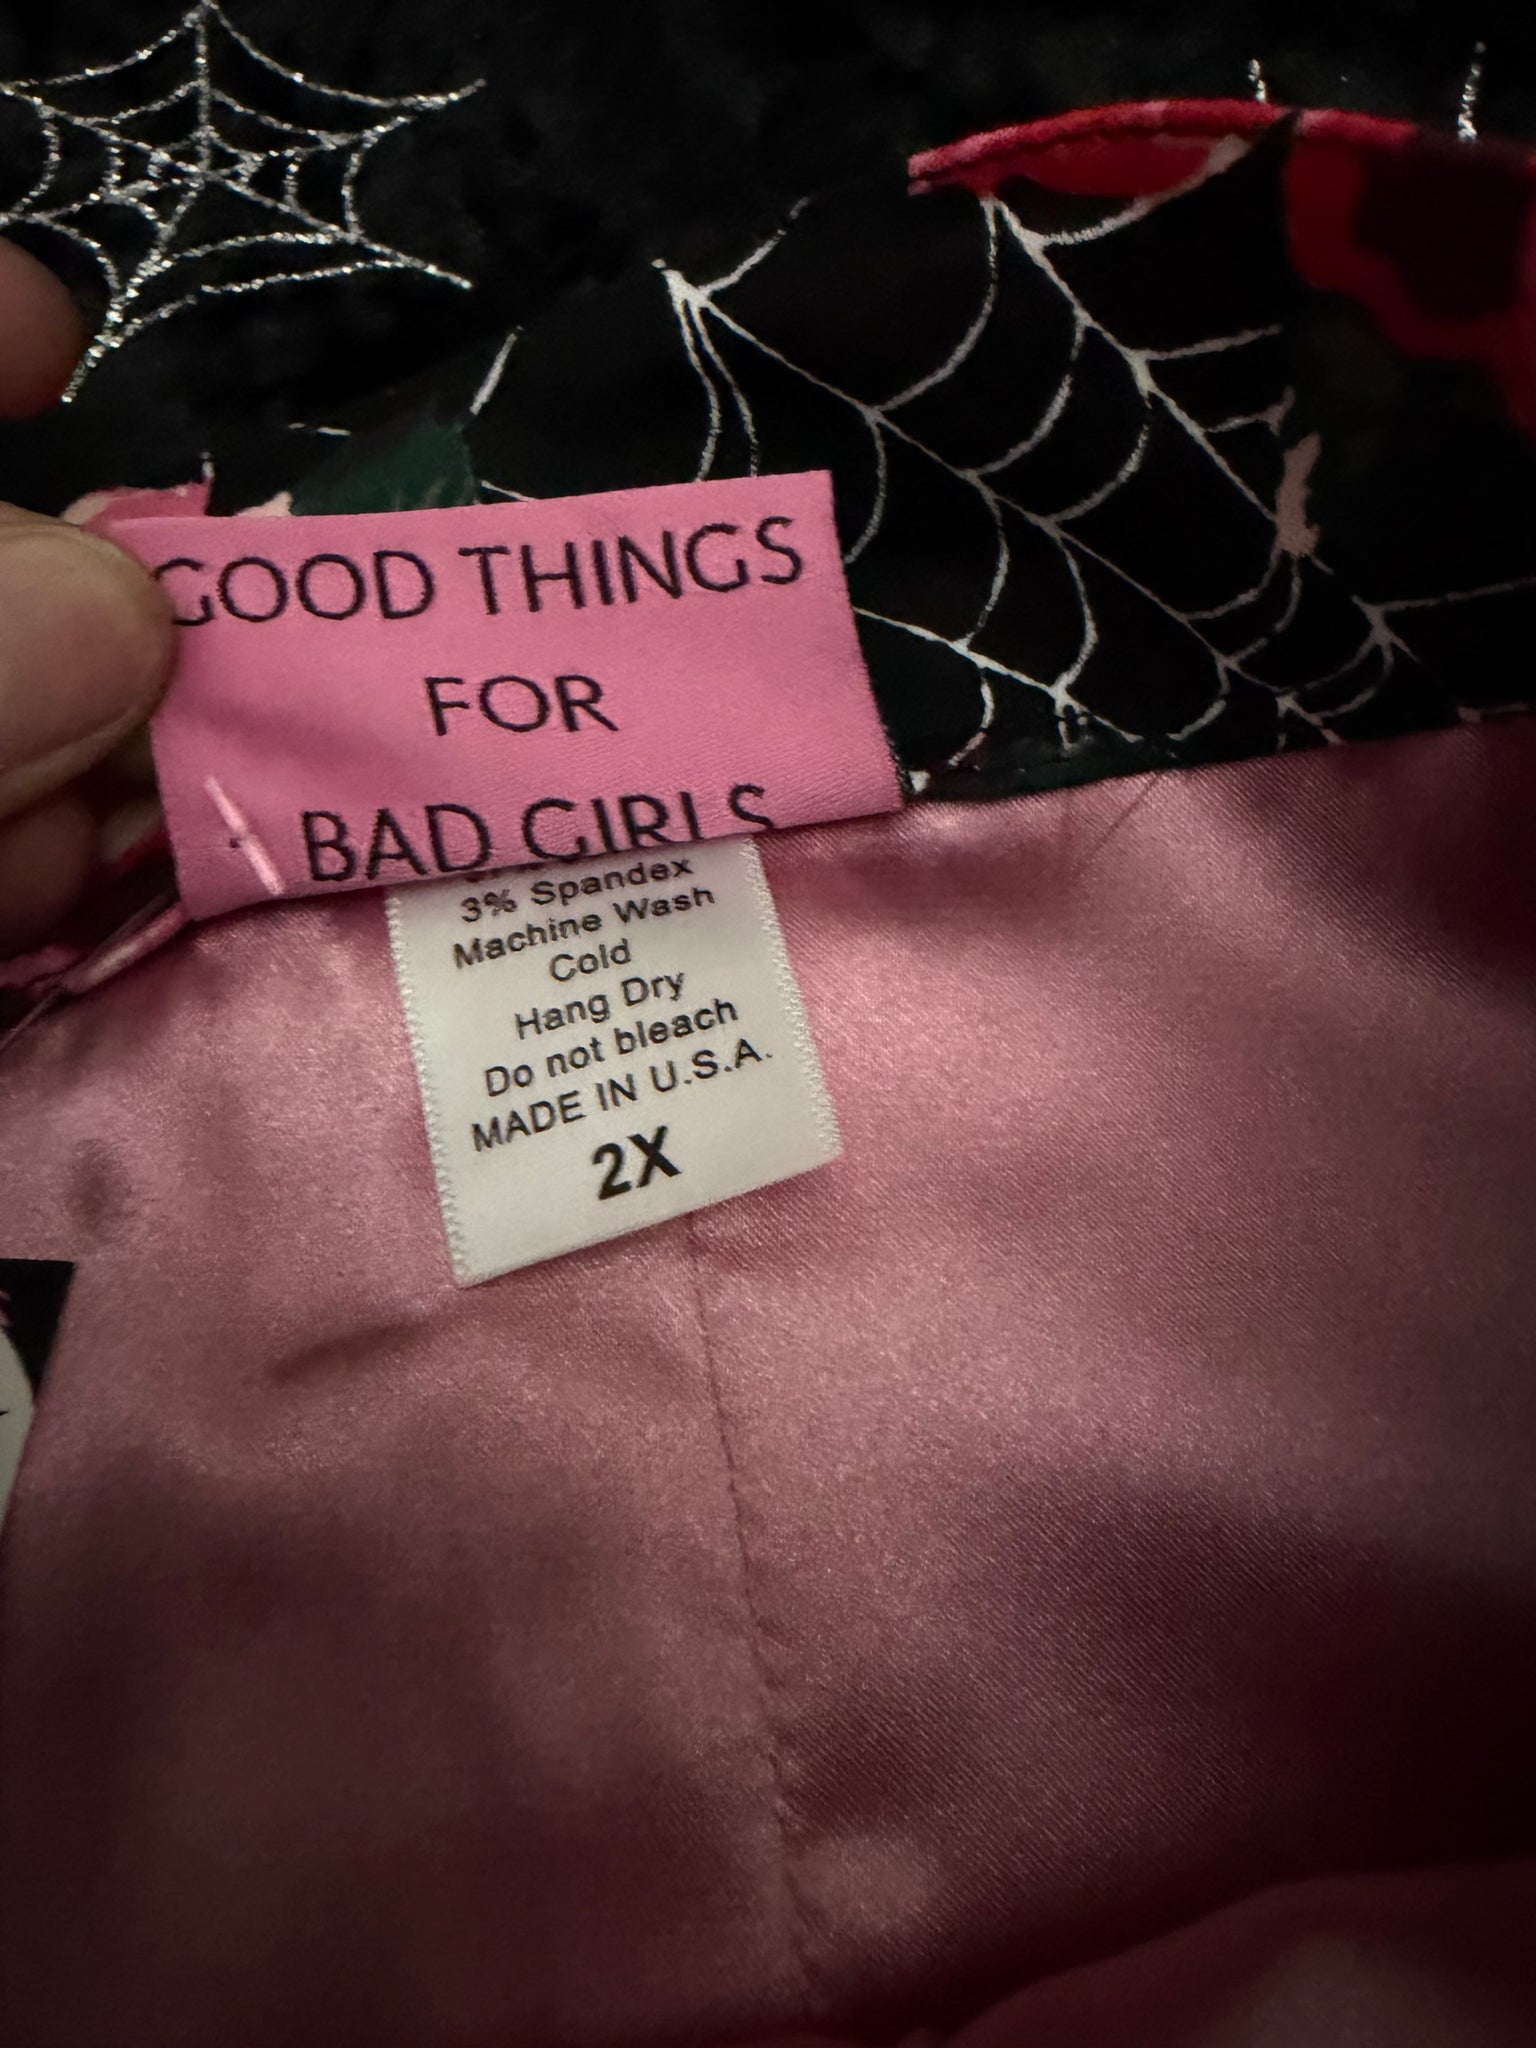 GOOD THINGS
FOR
BAD GIRLS
3% Spandex
Machine Wash
Cold
Hang Dry
Do not bleach
MADE IN U.S.A.
2X